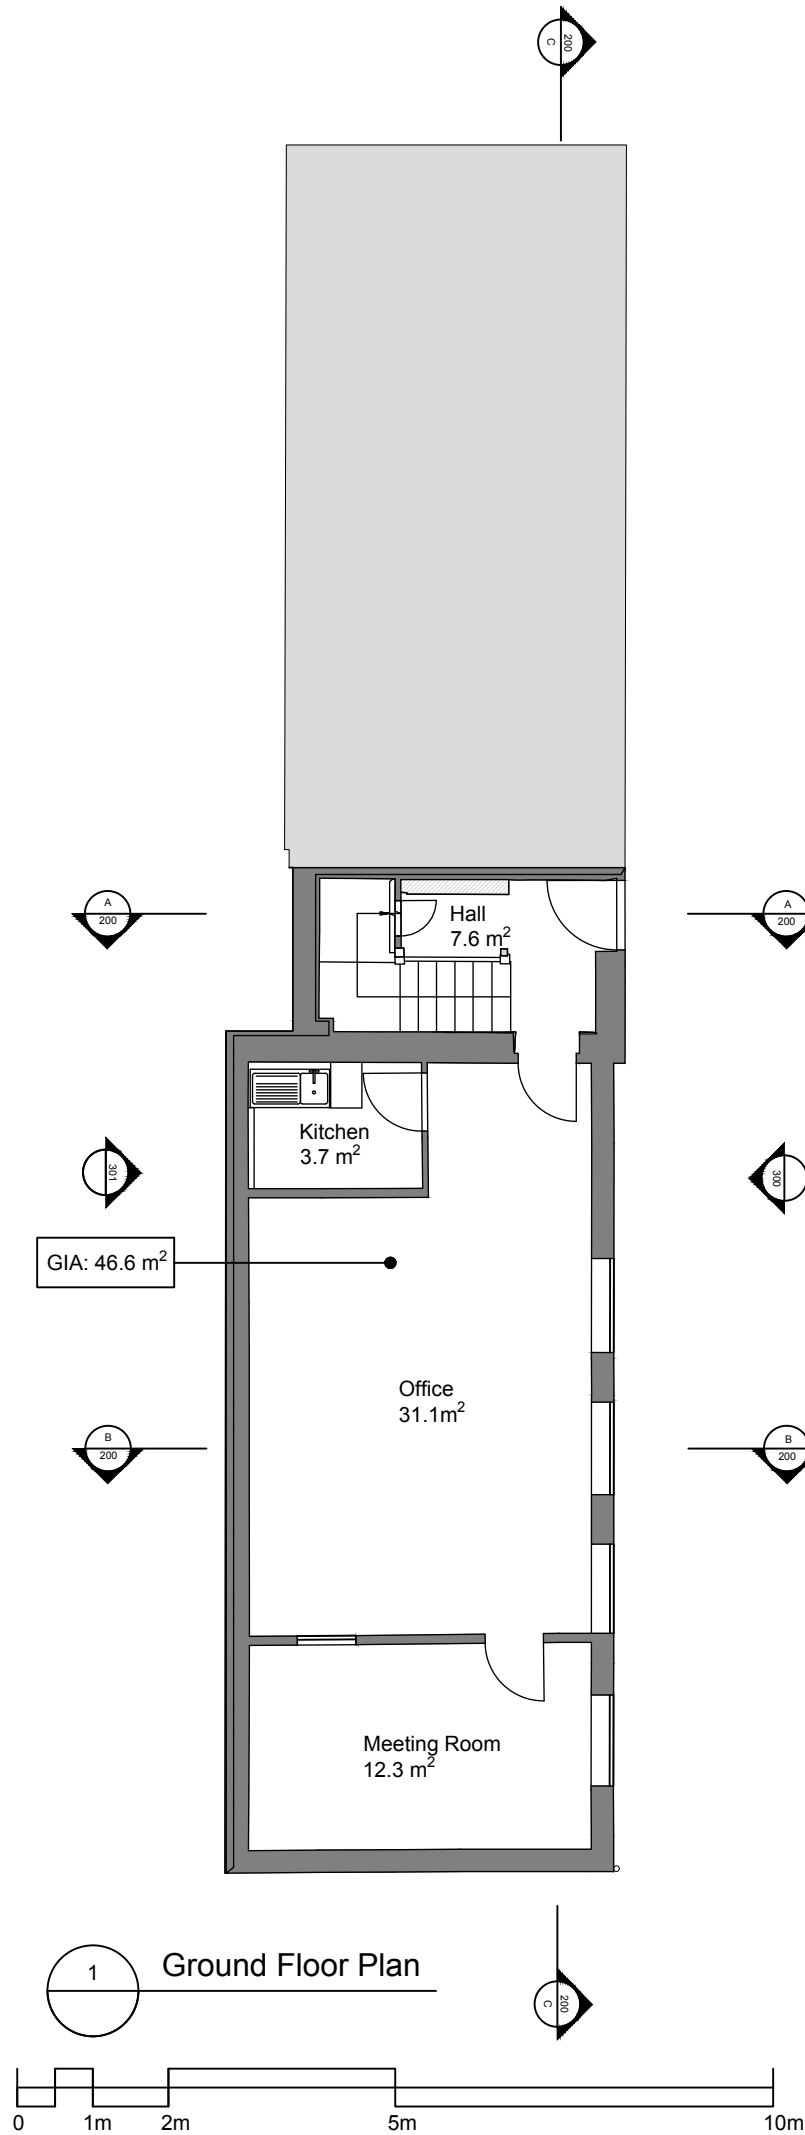 C
200
A
200
A
200
Hall
7.6 m²
Kitchen
3.7 m²
301
300
GIA: 46.6 m²
Office
31.1m²
B
200
B
200
Meeting Room
12.3 m²
1
Ground Floor Plan
C
200
0 1m 2m 5m 10m